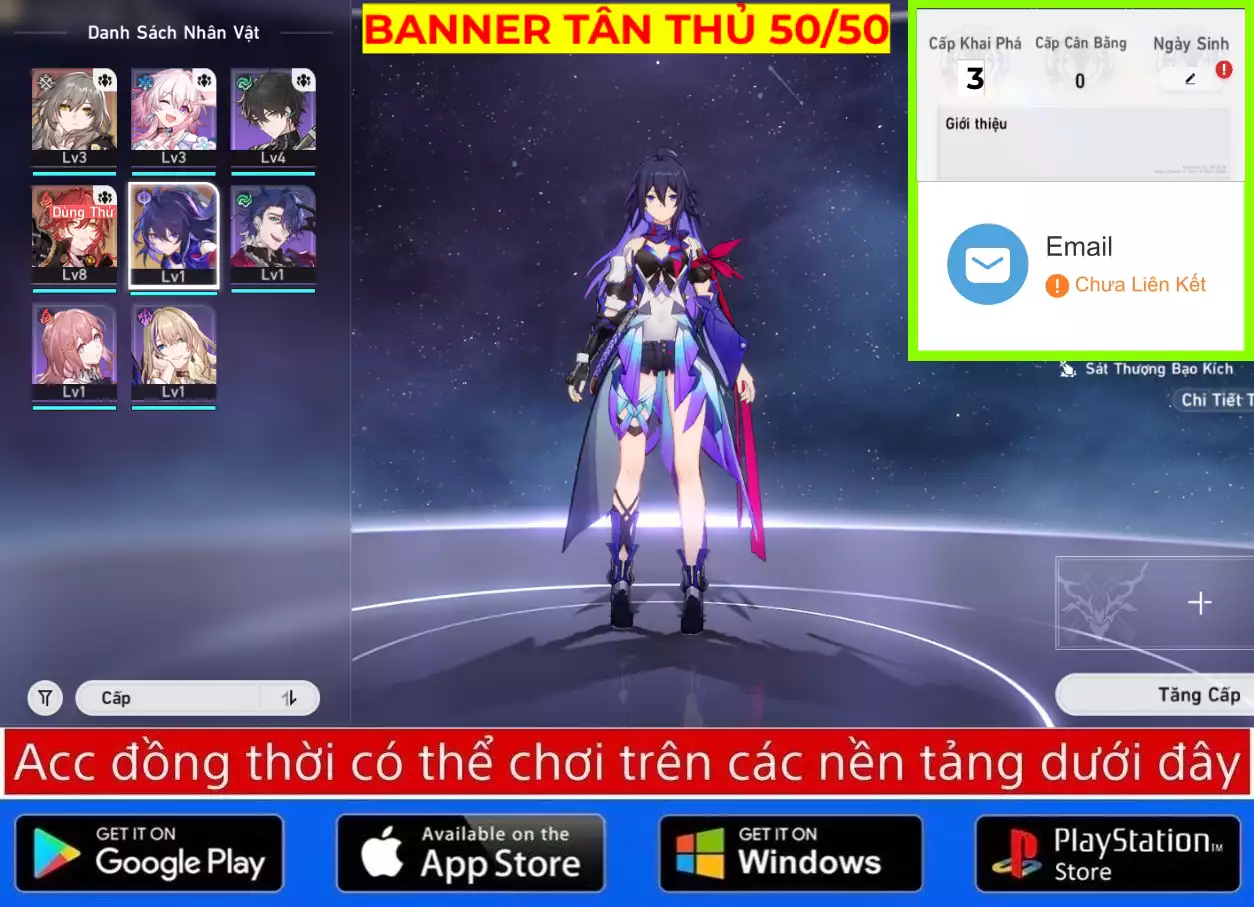 Danh Sách Nhân Vật
BANNER TÂN THỦ 50/50
Cấp Khai Phá
Cấp Cân Bằng
Ngày Sinh
3
0
Giới thiệu
Lv3
Lv3
Lv4
Dùng Thử
Lv8
Lv1
Lv1
Lv1
Lv1
Email
Chưa Liên Kết
Sát Thương Bạo Kích
Chi Tiết T
Cấp
Tăng Cấp
Acc đồng thời có thể chơi trên các nền tảng dưới đây
GET IT ON
Google Play
Available on the
App Store
GET IT ON
Windows
PlayStation™
Store